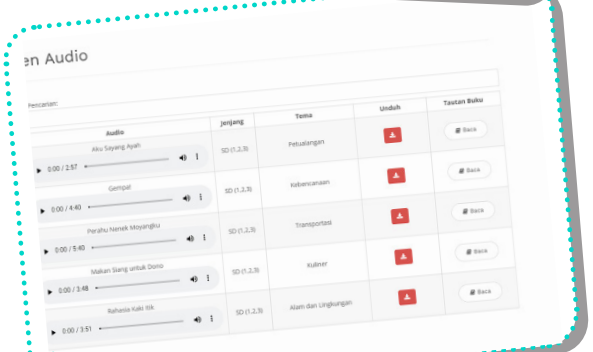 en Audio
Pencarian:
Audio Jenjang Tema Unduh Tautan Buku
Aku Sayang Ayah
0:00 / 2:57 SD (1,2,3) Petualangan Baca
Gempa!
0:00 / 4:40 SD (1,2,3) Kebencanaan Baca
Perahu Nenek Moyangku
0:00 / 5:40 SD (1,2,3) Transportasi Baca
Makan Siang untuk Dono
0:00 / 3:48 SD (1,2,3) Kuliner Baca
Rahasia Kaki Itik
0:00 / 3:51 SD (1,2,3) Alam dan Lingkungan Baca